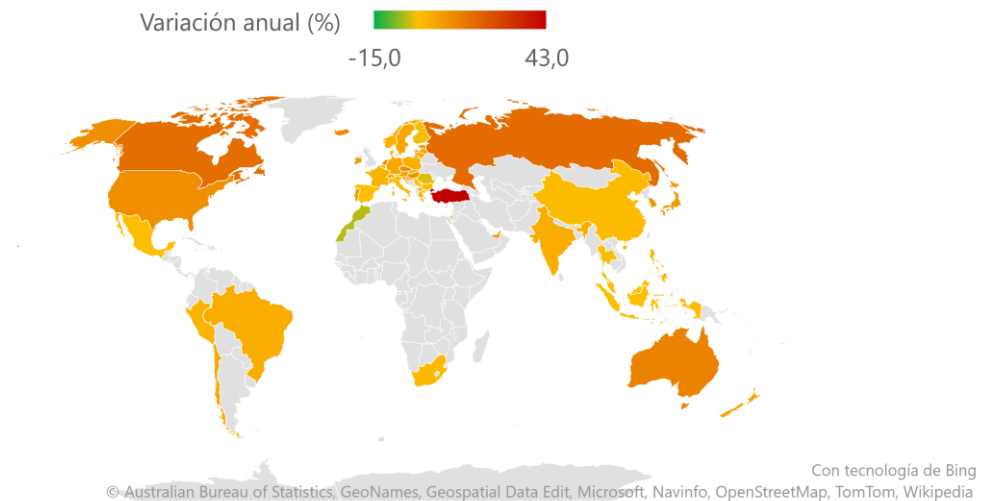 Variación anual (%)
-15,0 43,0
Con tecnología de Bing
© Australian Bureau of Statistics, GeoNames, Geospatial Data Edit, Microsoft, Navinfo, OpenStreetMap, TomTom, Wikipedia